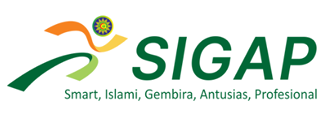 SIGAP
Smart, Islami, Gembira, Antusias, Profesional